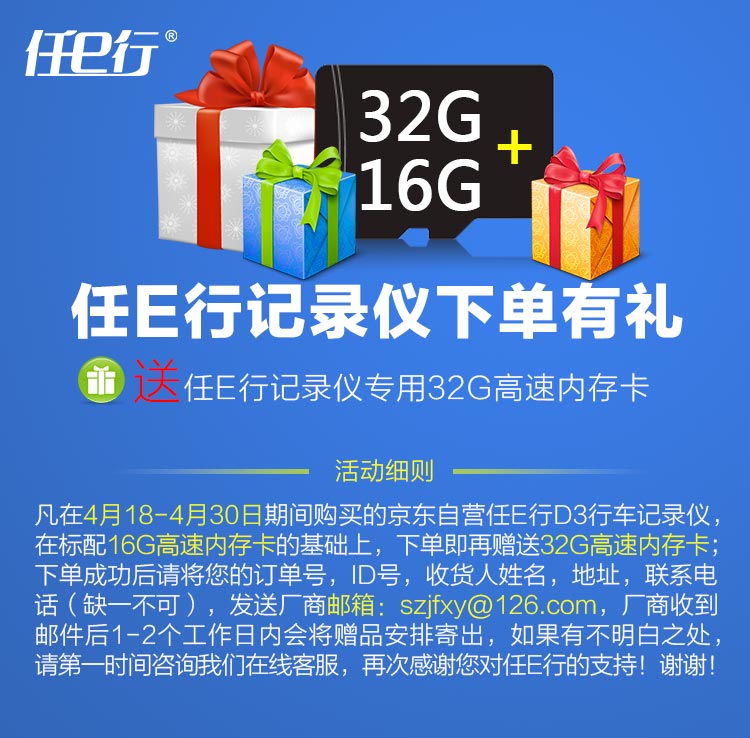 任e行®
32G
+
16G
任E行记录仪下单有礼
送任E行记录仪专用32G高速内存卡
活动细则
凡在4月18-4月30日期间购买的京东自营任E行D3行车记录仪，
在标配16G高速内存卡的基础上，下单即再赠送32G高速内存卡；
下单成功后请将您的订单号，ID号，收货人姓名，地址，联系电
话（缺一不可），发送厂商邮箱：szjfxy@126.com，厂商收到
邮件后1-2个工作日内会将赠品安排寄出，如果有不明白之处，
请第一时间咨询我们在线客服，再次感谢您对任E行的支持！谢谢！